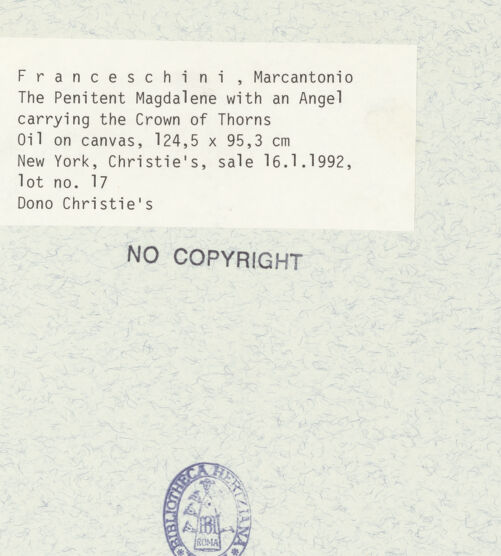 Franceschini, Marcantonio
The Penitent Magdalene with an Angel
carrying the Crown of Thorns
Oil on canvas, 124,5 x 95,3 cm
New York, Christie's, sale 16.1.1992,
lot no. 17
Dono Christie's
NO COPYRIGHT
BIBLIOTHECA HERTZIANA
ROMA